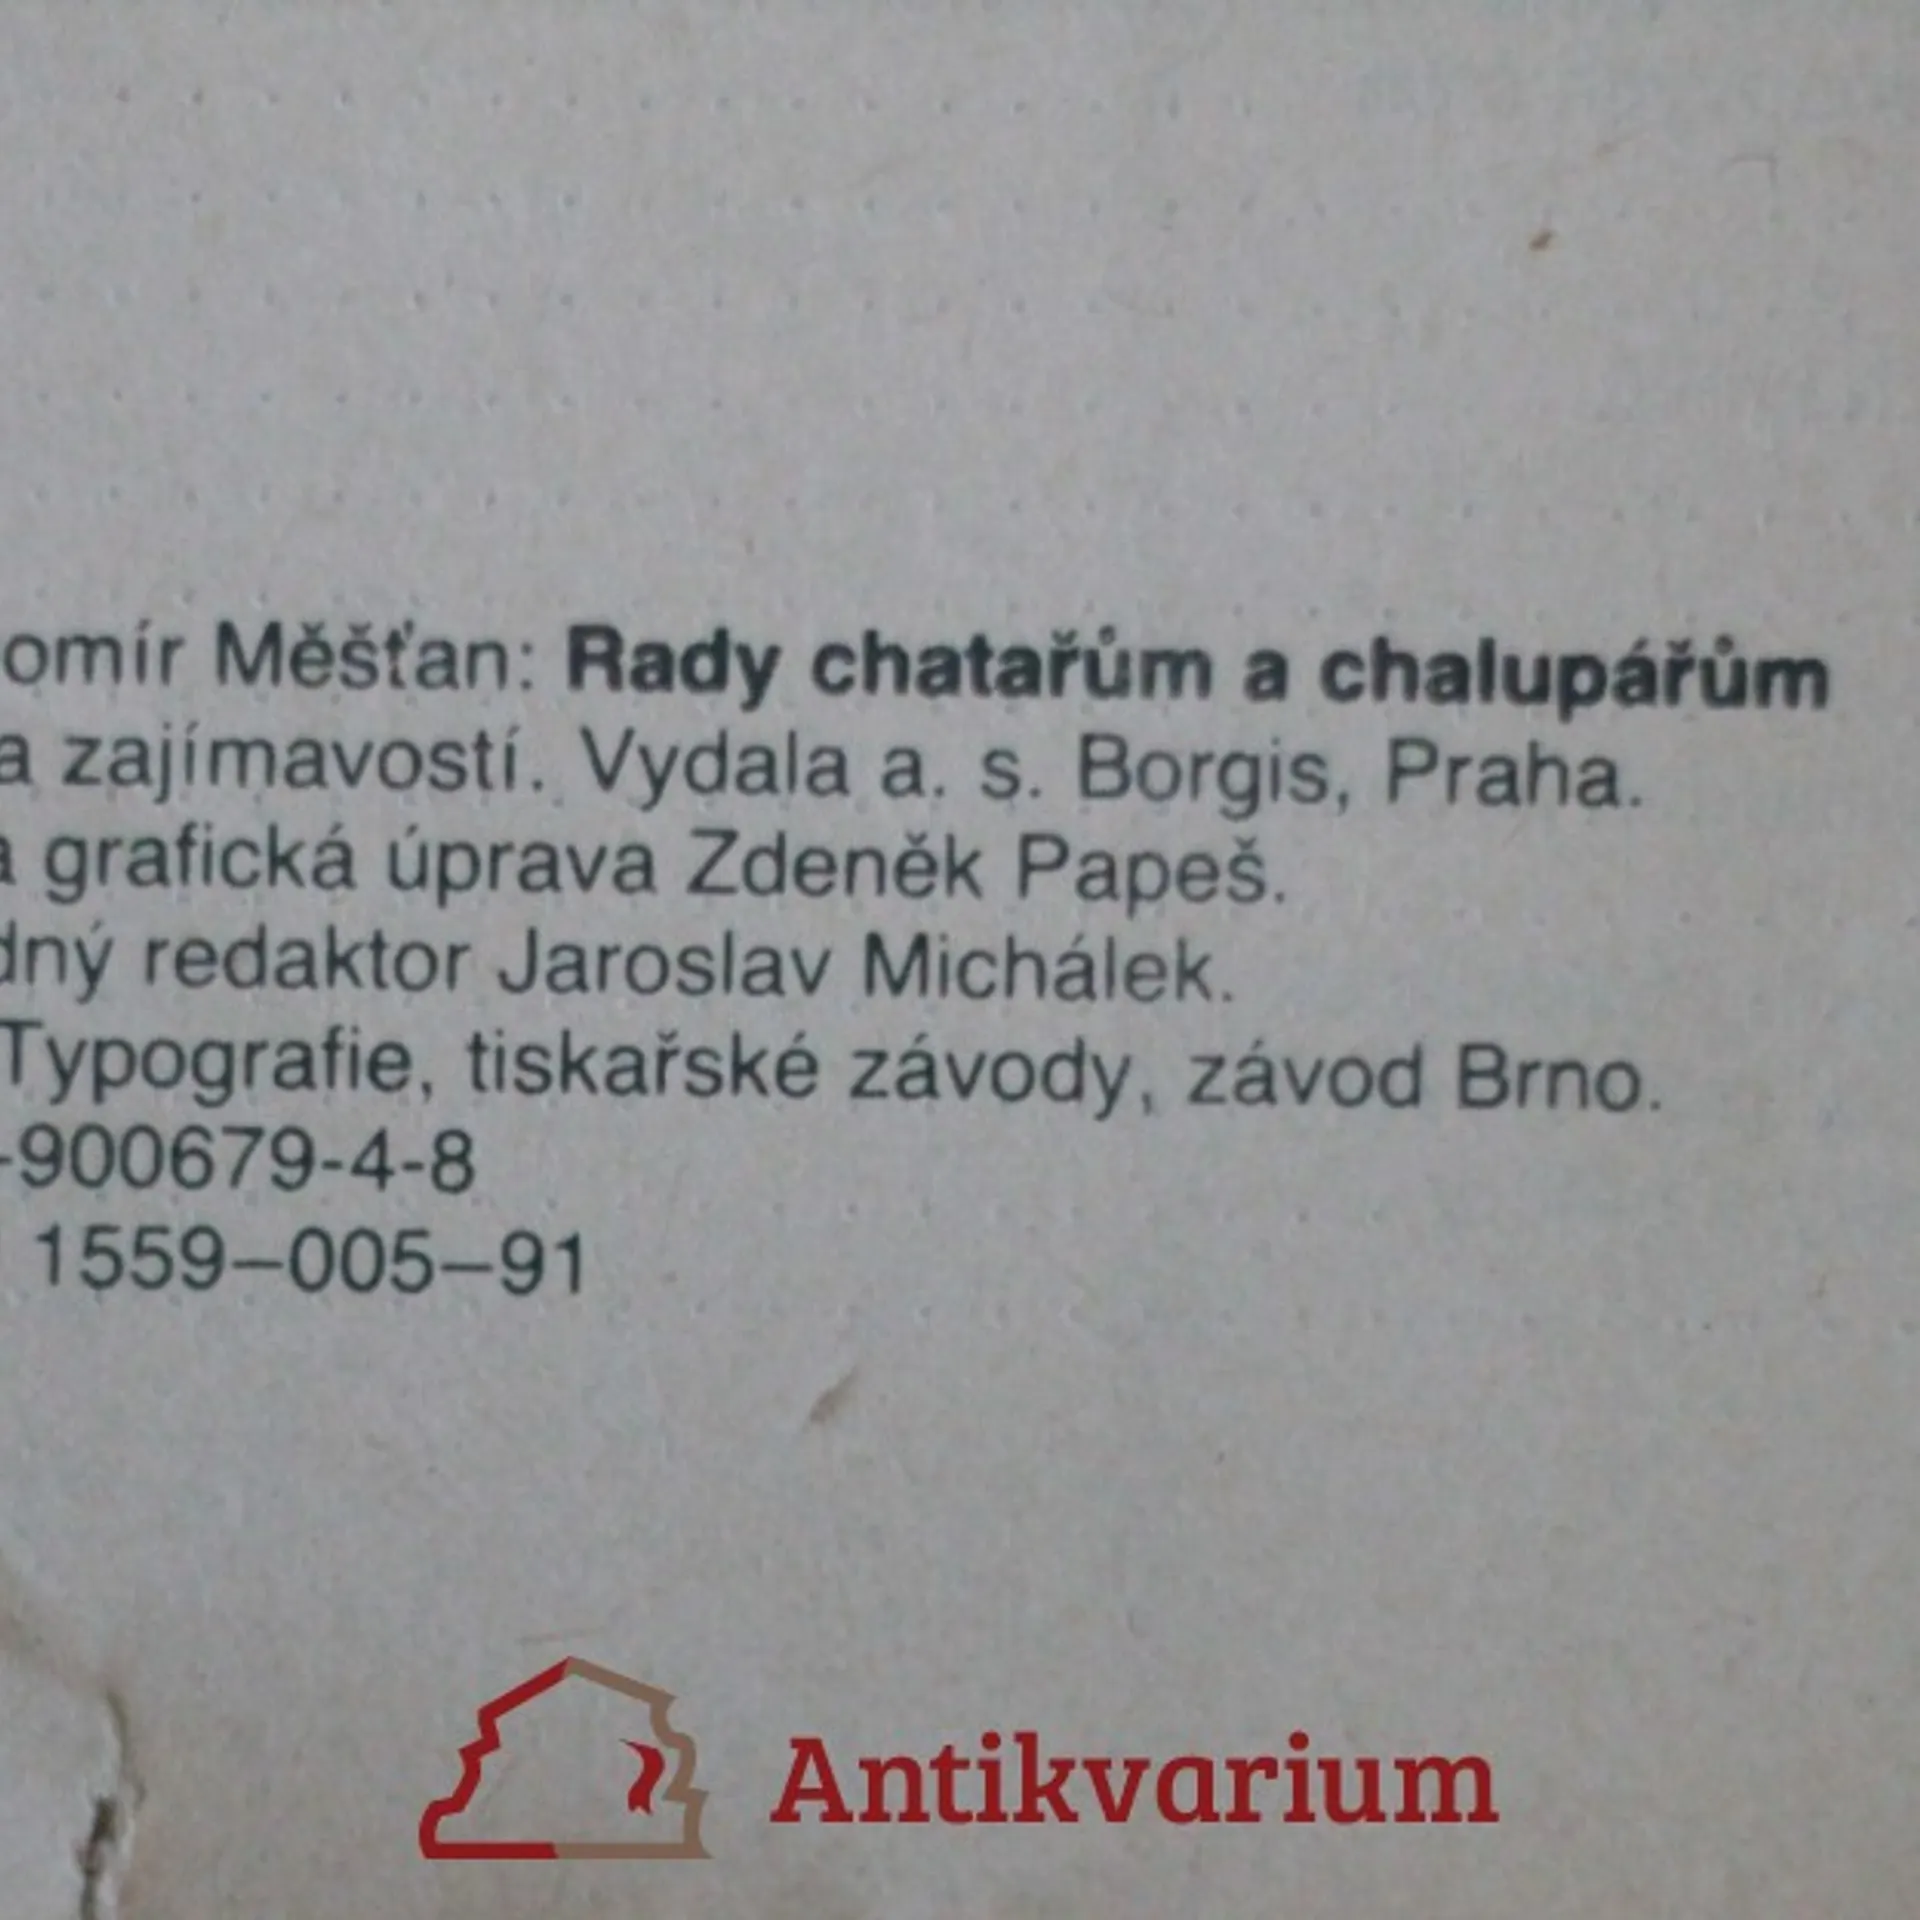 omír Měšťan: Rady chatařům a chalupářům
a zajímavostí. Vydala a. s. Borgis, Praha.
a grafická úprava Zdeněk Papeš.
dný redaktor Jaroslav Michálek.
Typografie, tiskařské závody, závod Brno.
-900679-4-8
1559–005–91
Antikvarium